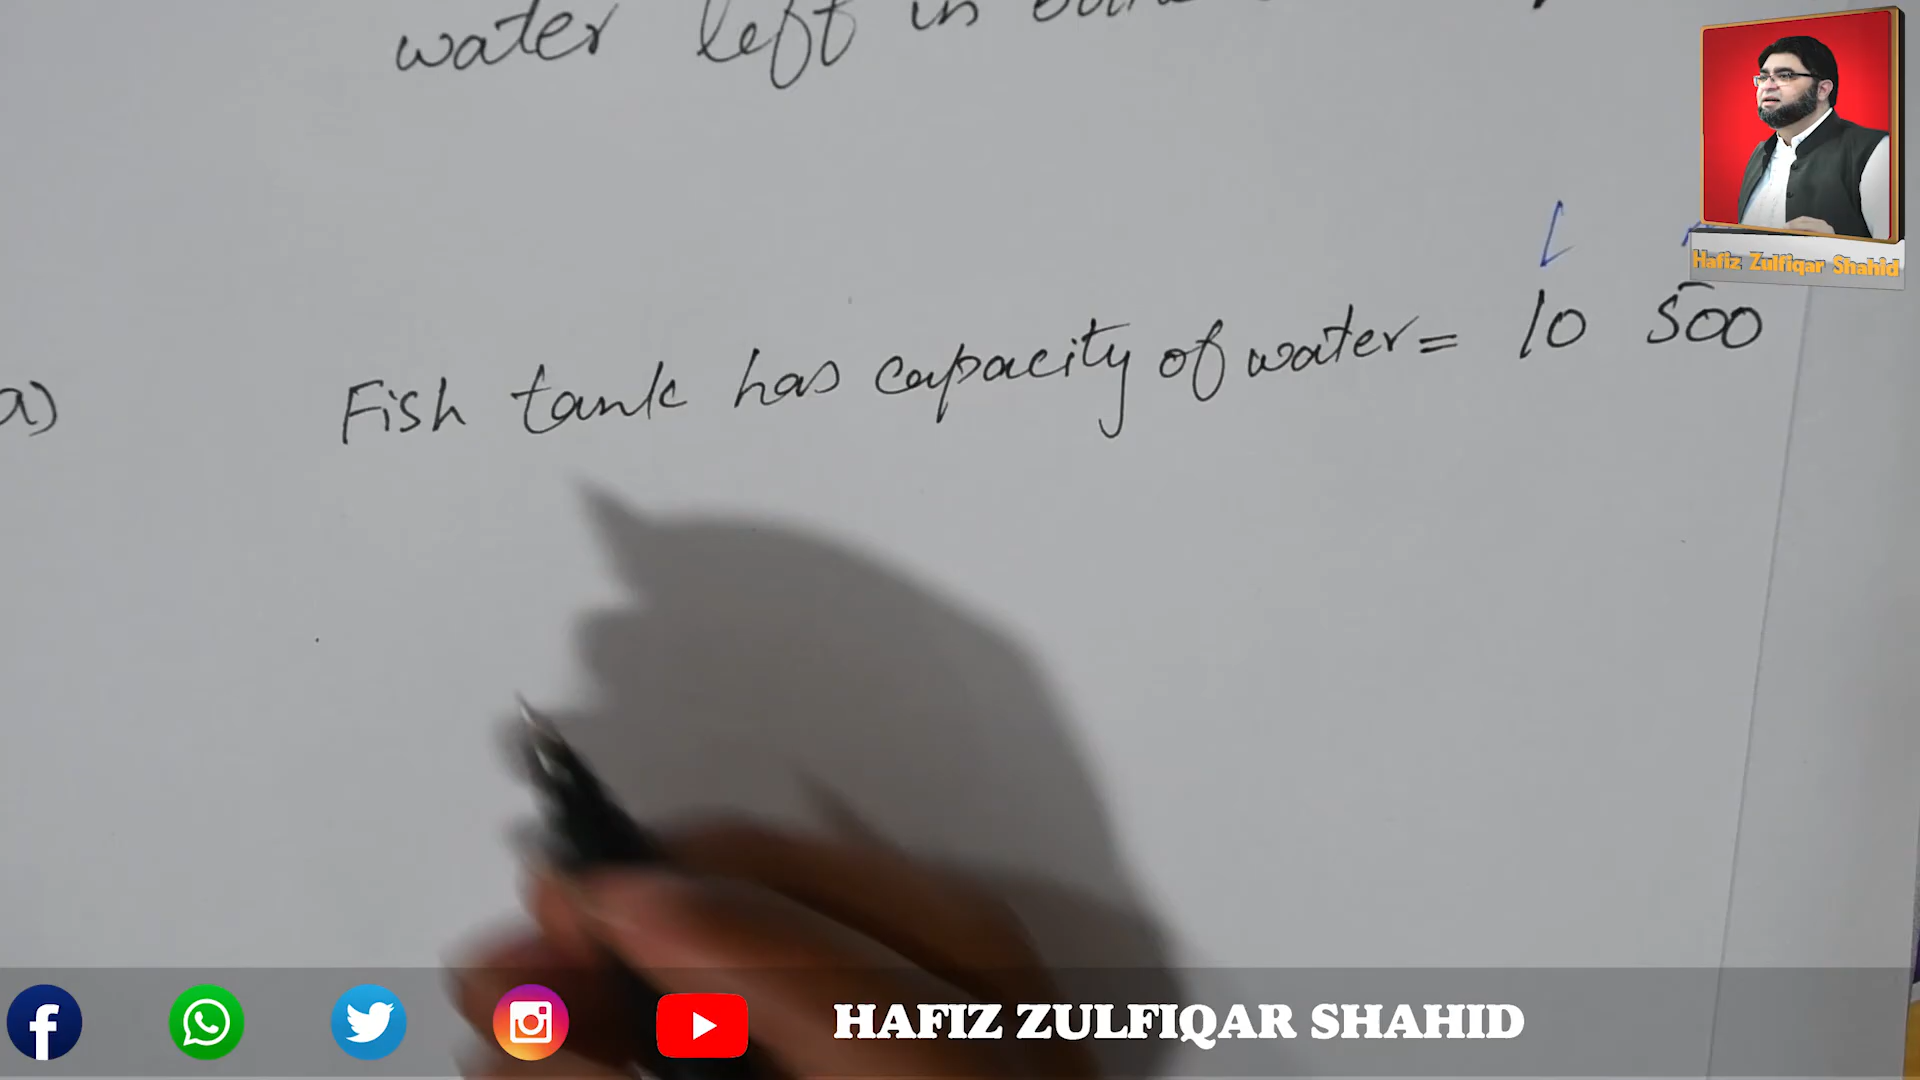 water left in
Hafiz Zulfiqar Shahid
L
a) Fish tank has capacity of water = 10 500
HAFIZ ZULFIQAR SHAHID